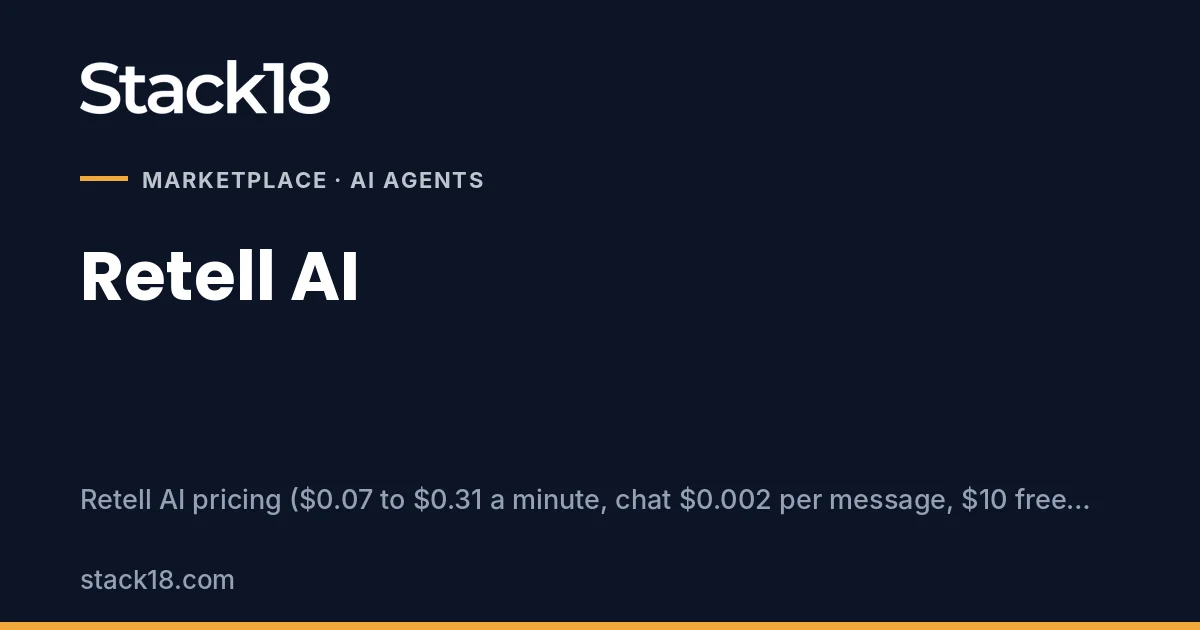 Stack18
MARKETPLACE · AI AGENTS
Retell AI
Retell AI pricing ($0.07 to $0.31 a minute, chat $0.002 per message, $10 free...
stack18.com